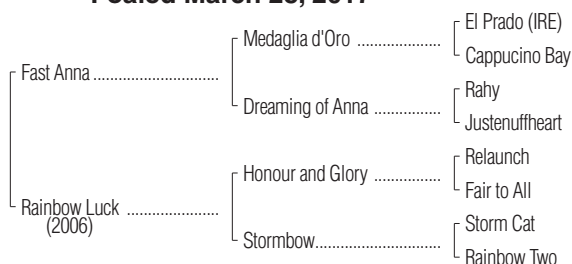 Foaled March 28, 2017
El Prado (IRE)
Medaglia d'Oro ....................
Cappucino Bay
Fast Anna ..............................
Rahy
Dreaming of Anna ................
Justenuffheart
Relaunch
Honour and Glory ................
Fair to All
Rainbow Luck ......................
(2006)
Storm Cat
Stormbow..............................
Rainbow Two